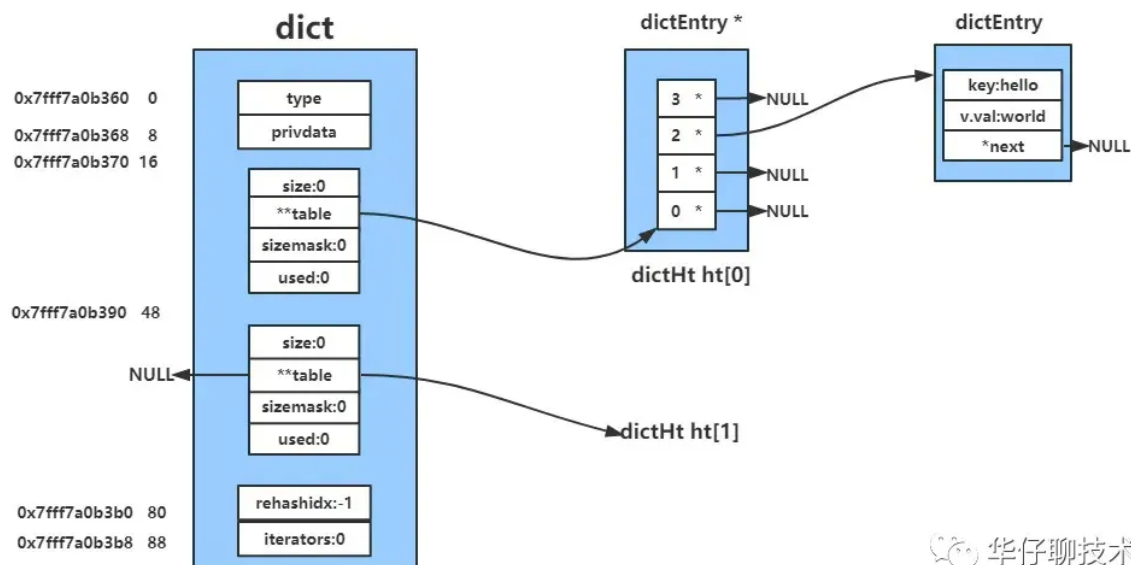 dict
0x7fff7a0b360 0
type
0x7fff7a0b368 8
privdata
0x7fff7a0b370 16
size:0
**table
sizemask:0
used:0
0x7fff7a0b390 48
size:0
NULL
**table
sizemask:0
used:0
rehashidx:-1
0x7fff7a0b3b0 80
iterators:0
0x7fff7a0b3b8 88
dictEntry *
3 *
NULL
2 *
1 *
NULL
0 *
NULL
dictHt ht[0]
dictHt ht[1]
dictEntry
key:hello
v.val:world
*next
NULL
华仔聊技术